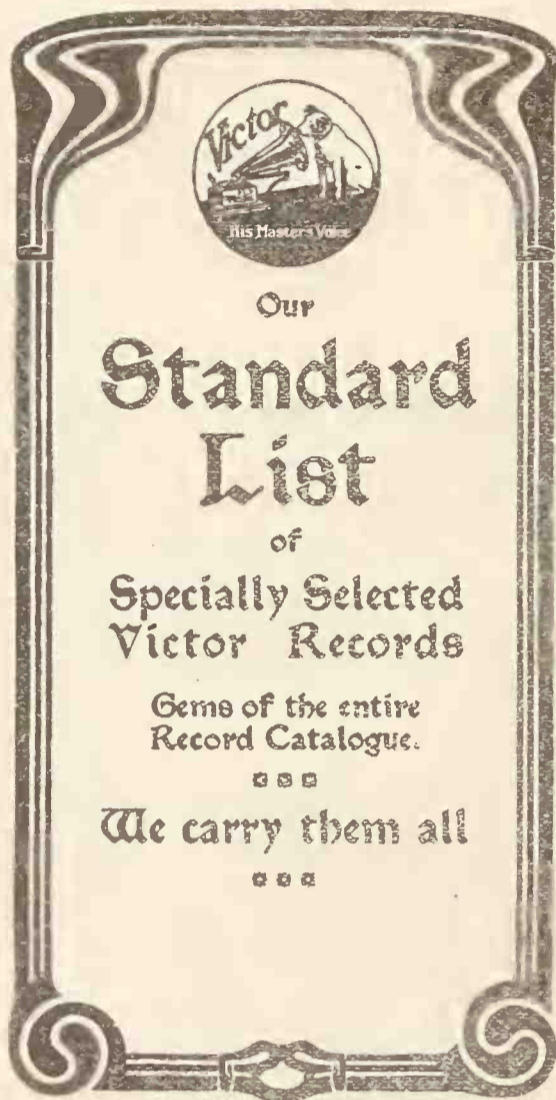 Victor
His Master's Voice
Our
Standard
List
of
Specially Selected
Victor Records
Gems of the entire
Record Catalogue.
We carry them all